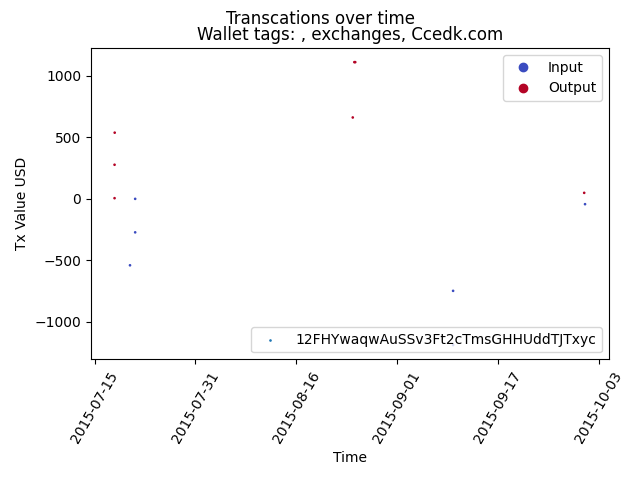 Transcations over time
Wallet tags: , exchanges, Ccedk.com
Input
Output
1000
500
0
−500
−1000
Tx Value USD
12FHYwaqwAuSSv3Ft2cTmsGHHUddTJTxyc
2015-07-15
2015-07-31
2015-08-16
2015-09-01
2015-09-17
2015-10-03
Time